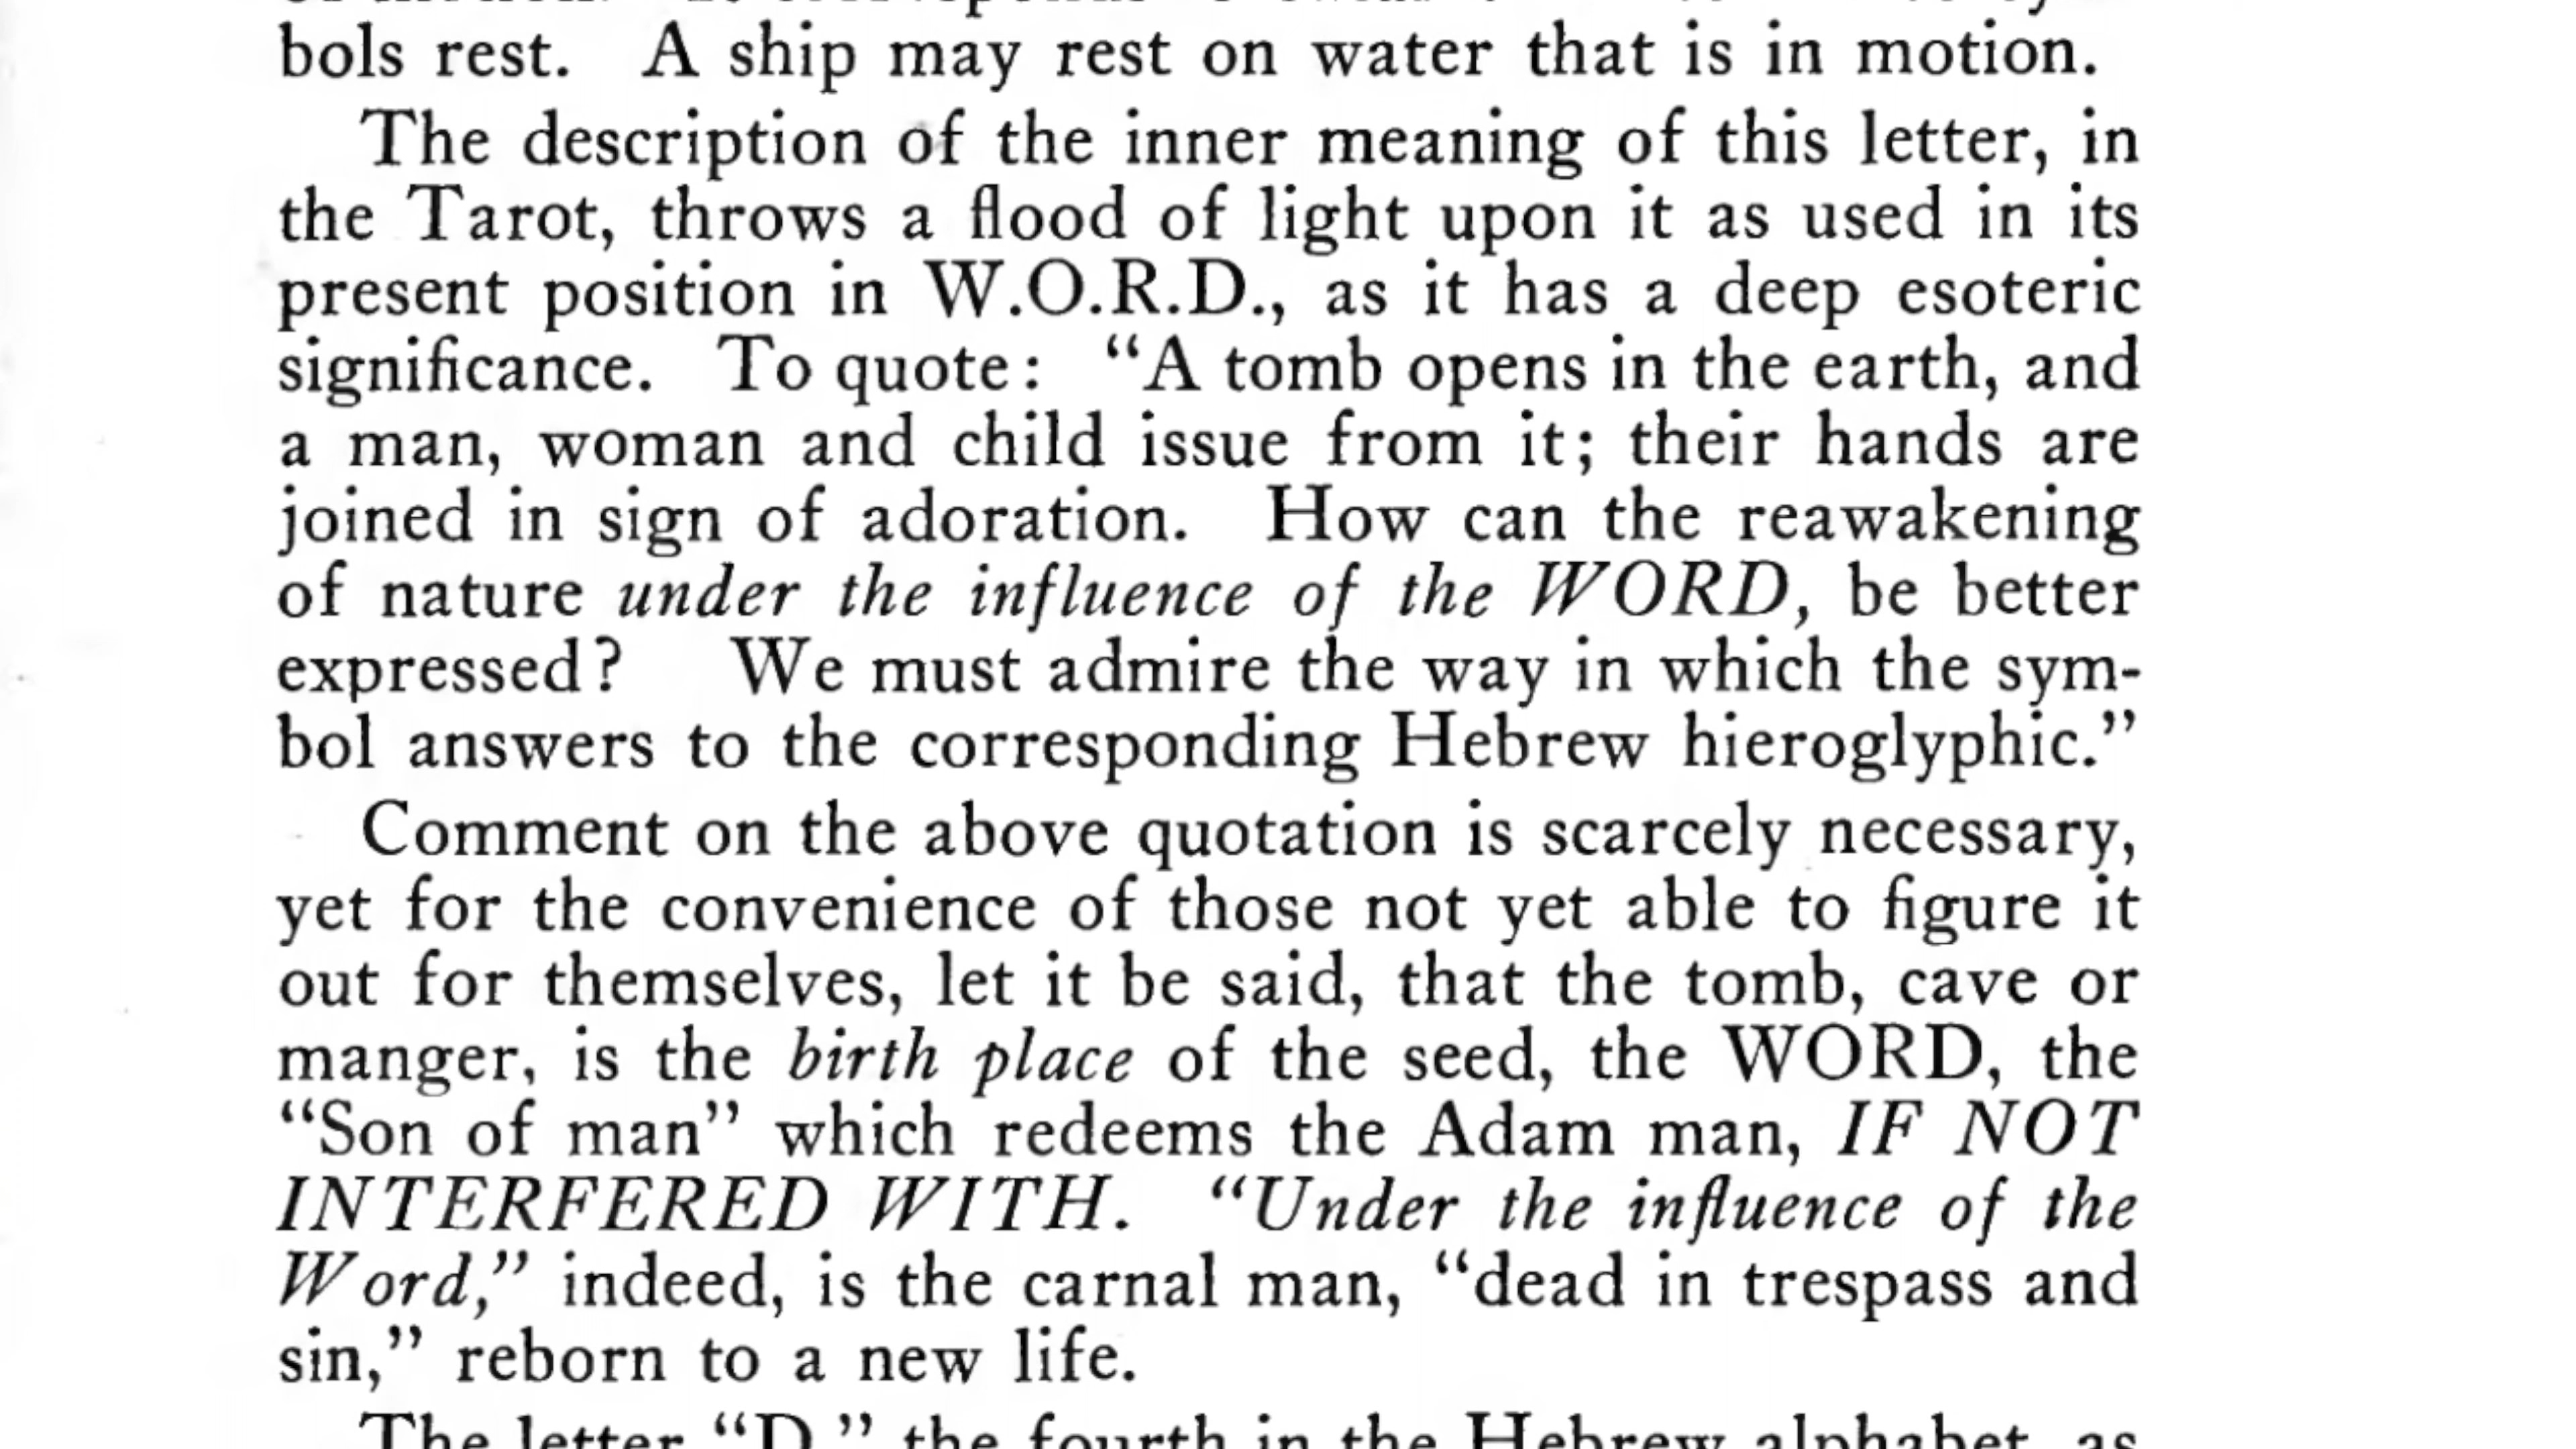 bols rest. A ship may rest on water that is in motion.
The description of the inner meaning of this letter, in
the Tarot, throws a flood of light upon it as used in its
present position in W.O.R.D., as it has a deep esoteric
significance. To quote: “A tomb opens in the earth, and
a man, woman and child issue from it; their hands are
joined in sign of adoration. How can the reawakening
of nature under the influence of the WORD, be better
expressed? We must admire the way in which the sym-
bol answers to the corresponding Hebrew hieroglyphic.”
Comment on the above quotation is scarcely necessary,
yet for the convenience of those not yet able to figure it
out for themselves, let it be said, that the tomb, cave or
manger, is the birth place of the seed, the WORD, the
“Son of man” which redeems the Adam man, IF NOT
INTERFERED WITH. “Under the influence of the
Word,” indeed, is the carnal man, “dead in trespass and
sin,” reborn to a new life.
The letter “D,” the fourth in the Hebrew alphabet, as